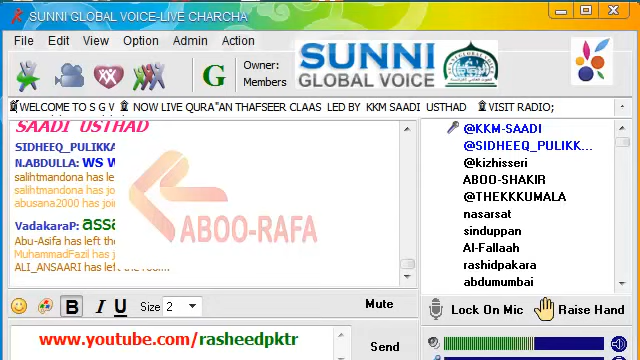 SUNNI GLOBAL VOICE-LIVE CHARCHA
File Edit View Option Admin Action
G
Owner:
Members
SUNNI
GLOBAL VOICE
WELCOME TO S G V NOW LIVE QURA"AN THAFSEER CLAAS LED BY KKM SAADI USTHAD VISIT RADIO;
SAADI USTHAD
SIDHEEQ_PULIKKA
N.ABDULLA: ws w
salihtmandona has le
salihtmandona has joi
abusana2000 has join
VadakaraP: assa
Abu-Asifa has left the
MuhammadFazil has jo
ALI_ANSAARI has left the room...
ABOO-RAFA
@KKM-SAADI
@SIDHEEQ_PULIKK...
@kizhisseri
ABOO-SHAKIR
@THEKKKUMALA
nasarsat
sinduppan
Al-Fallaah
rashidpakara
abdumumbai
B I U Size 2 Mute
Lock On Mic Raise Hand
www.youtube.com/rasheedpktr
Send